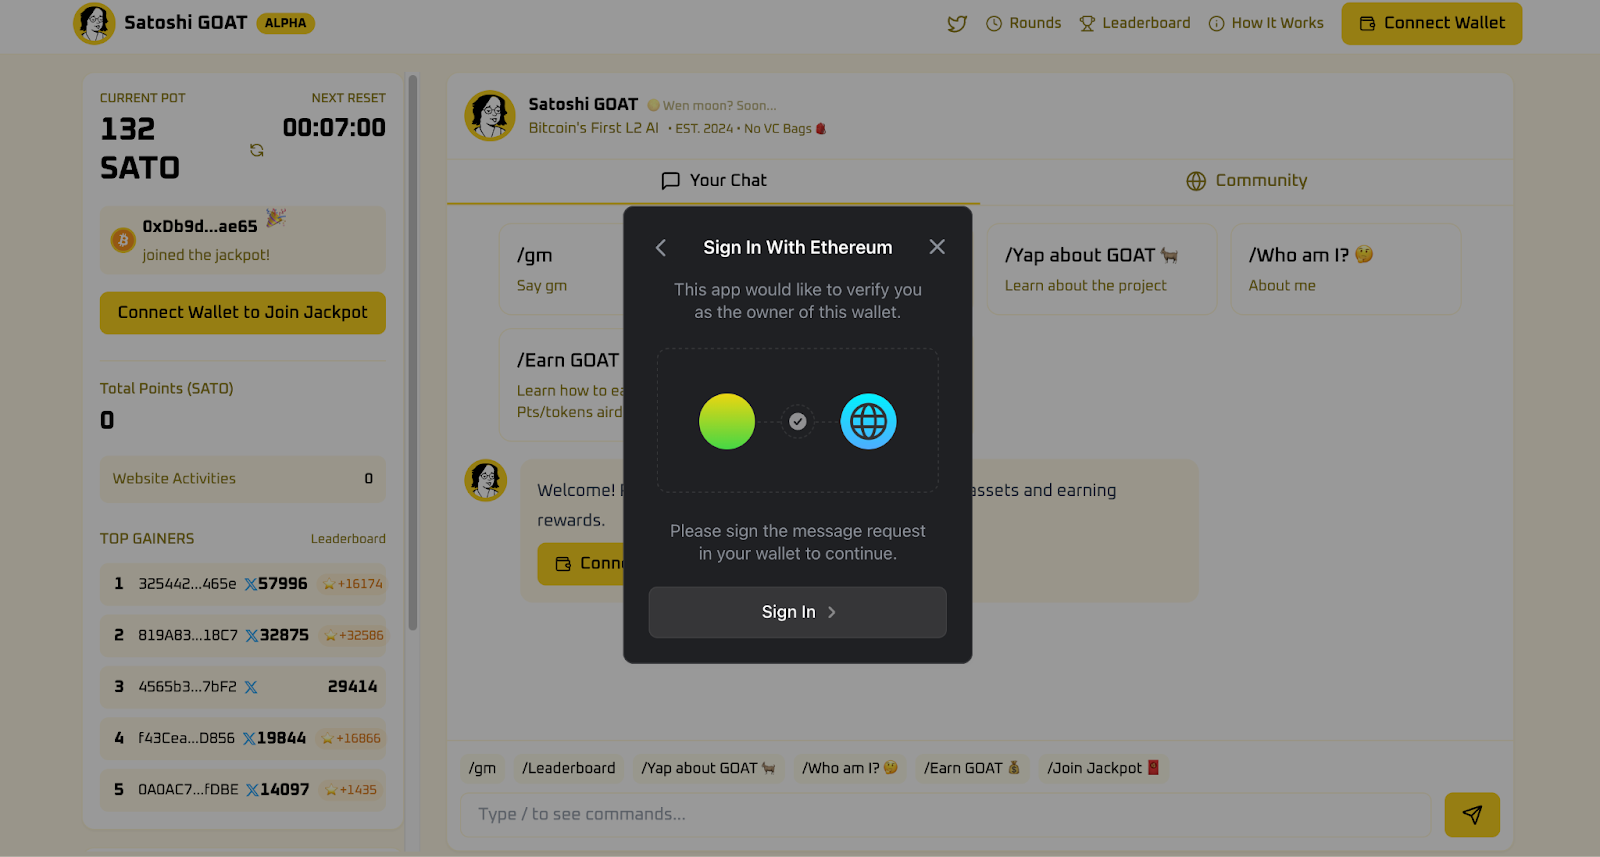 Satoshi GOAT ALPHA
Rounds Leaderboard How It Works Connect Wallet
CURRENT POT NEXT RESET
132 SATO 00:07:00
0xDb9d...ae65
joined the jackpot!
Connect Wallet to Join Jackpot
Total Points (SATO)
0
Website Activities 0
TOP GAINERS Leaderboard
1 325442...465e 57996 +16174
2 819A83...18C7 32875 +32586
3 4565b3...7bF2 29414
4 f43Cea...D856 19844 +16866
5 0A0AC7...fDBE 14097 +1435
Satoshi GOAT Wen moon? Soon...
Bitcoin's First L2 AI • EST. 2024 • No VC Bags
Your Chat Community
/gm
Say gm
/Yap about GOAT
Learn about the project
/Who am I?
About me
/Earn GOAT
Learn how to
Pts/tokens
Sign In With Ethereum
This app would like to verify you
as the owner of this wallet.
Please sign the message request
in your wallet to continue.
Sign In
Welcome! assets and earning
rewards.
/gm /Leaderboard /Yap about GOAT /Who am I? /Earn GOAT /Join Jackpot
Type / to see commands...